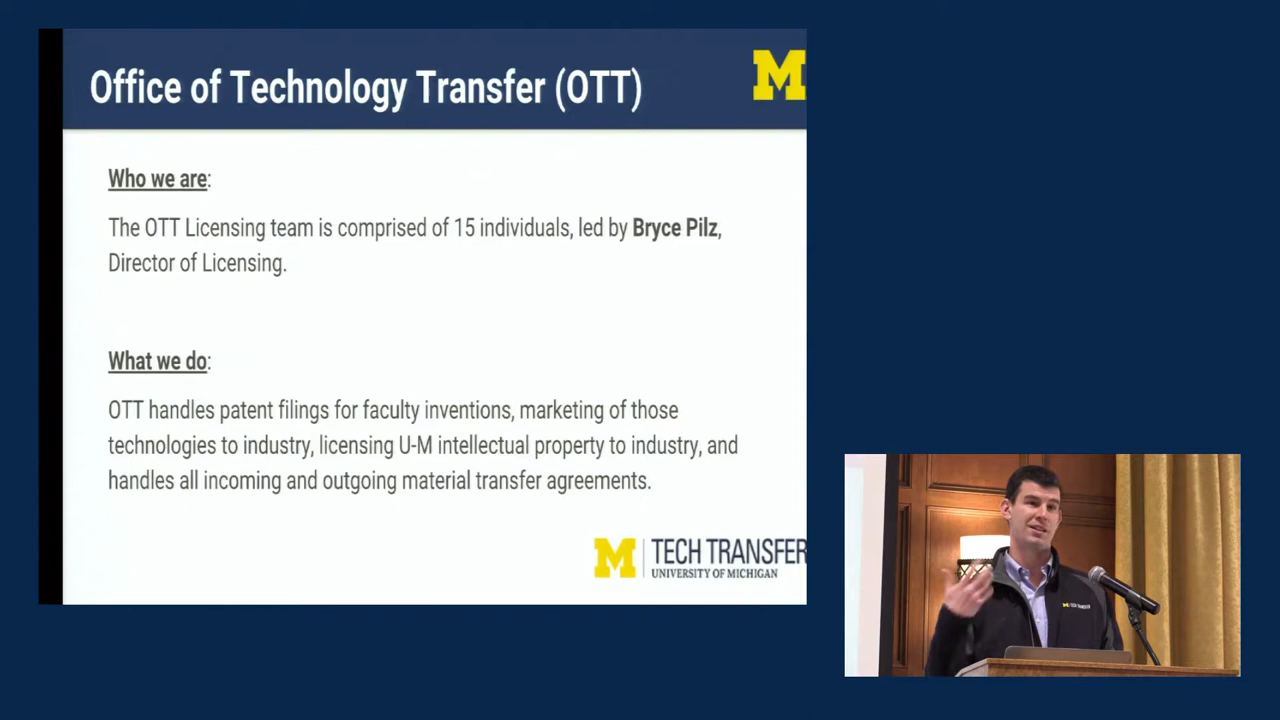 Office of Technology Transfer (OTT)
M
Who we are:
The OTT Licensing team is comprised of 15 individuals, led by Bryce Pilz,
Director of Licensing.
What we do:
OTT handles patent filings for faculty inventions, marketing of those
technologies to industry, licensing U-M intellectual property to industry, and
handles all incoming and outgoing material transfer agreements.
M TECH TRANSFER
UNIVERSITY OF MICHIGAN
M TECH TRANSFER